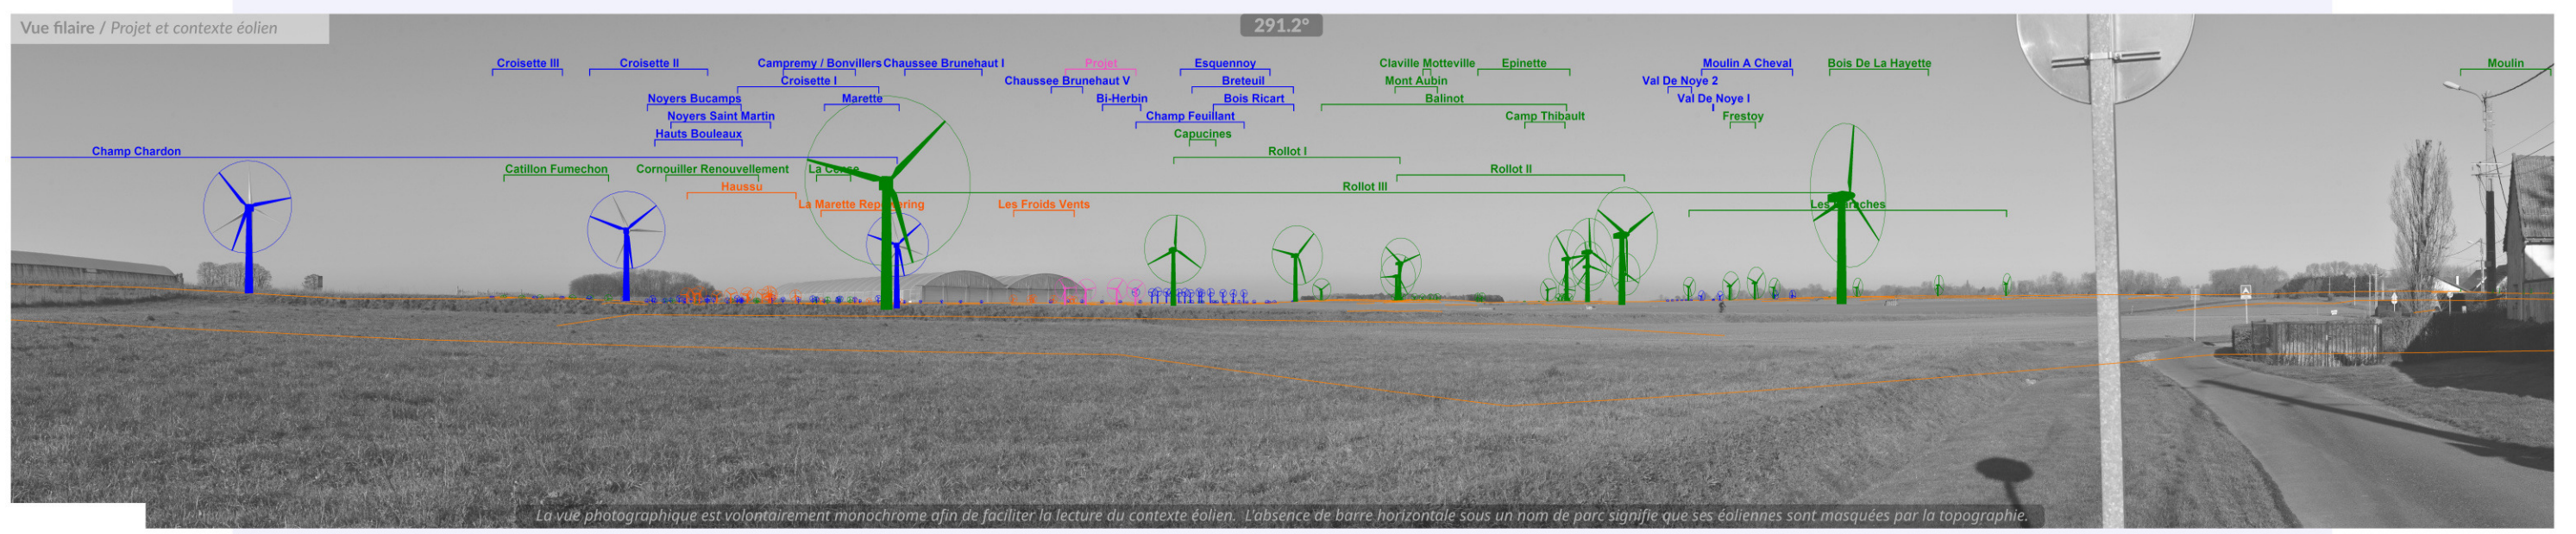 Vue filaire / Projet et contexte éolien
291.2°
Croisette III
Croisette II
Campremy / Bonvillers
Chaussee Brunehaut I
Projet
Esquennoy
Claville Motteville
Epinette
Moulin A Cheval
Bois De La Hayette
Moulin
Croisette I
Chaussee Brunehaut V
Breteuil
Mont Aubin
Val De Noye 2
Noyers Bucamps
Marette
Bi-Herbin
Bois Ricart
Balinot
Val De Noye I
Noyers Saint Martin
Champ Feuillant
Camp Thibault
Frestoy
Hauts Bouleaux
Capucines
Champ Chardon
Rollot I
Catillon Fumechon
Cornouiller Renouvellement
La
Rollot II
Haussu
Rollot III
La Marette
Les Froids Vents
Les
La vue photographique est volontairement monochrome afin de faciliter la lecture du contexte éolien. L'absence de barre horizontale sous un nom de parc signifie que ses éoliennes sont masquées par la topographie.